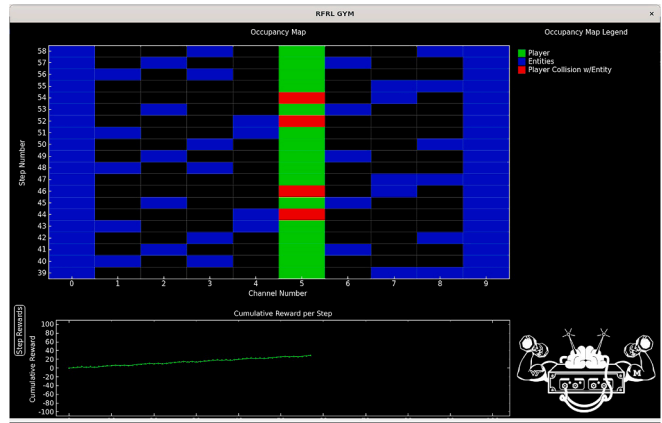 RFRL GYM
×
Occupancy Map
Occupancy Map Legend
Player
Entities
Player Collision w/Entity
Step Number
58
57
56
55
54
53
52
51
50
49
48
47
46
45
44
43
42
41
40
39
0 1 2 3 4 5 6 7 8 9
Channel Number
Step Rewards
Cumulative Reward per Step
Cumulative Reward
100
80
60
40
20
0
-20
-40
-60
-80
-100
M